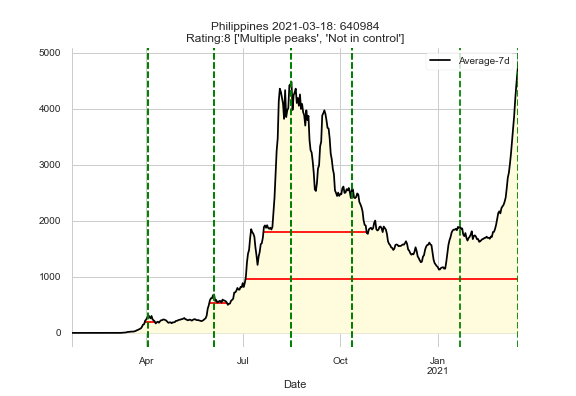 Philippines 2021-03-18: 640984
Rating:8 ['Multiple peaks', 'Not in control']
Average-7d
5000
4000
3000
2000
1000
0
Apr
Jul
Oct
Jan
2021
Date